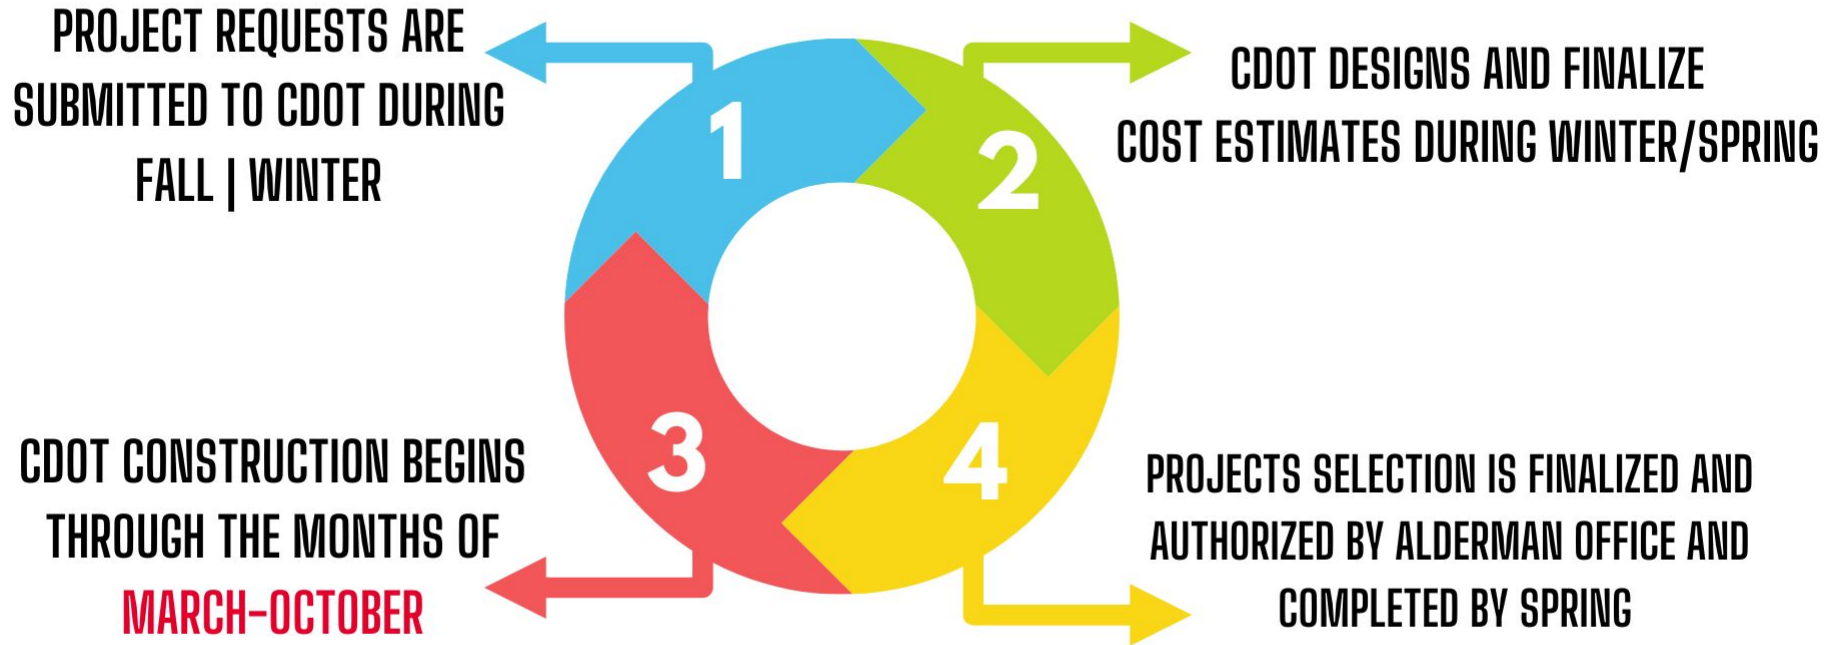 PROJECT REQUESTS ARE
SUBMITTED TO CDOT DURING
FALL | WINTER
1
CDOT DESIGNS AND FINALIZE
COST ESTIMATES DURING WINTER/SPRING
2
CDOT CONSTRUCTION BEGINS
THROUGH THE MONTHS OF
MARCH-OCTOBER
3
4
PROJECTS SELECTION IS FINALIZED AND
AUTHORIZED BY ALDERMAN OFFICE AND
COMPLETED BY SPRING